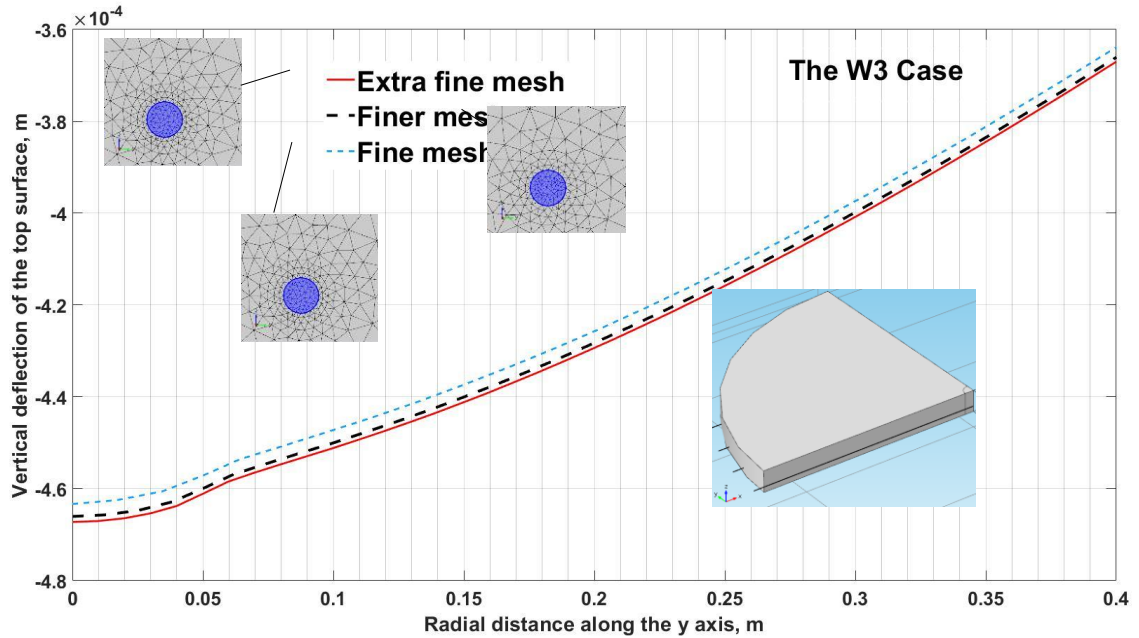 ×10⁻⁴
-3.6
-3.8
-4
-4.2
-4.4
-4.6
-4.8
Vertical deflection of the top surface, m
Extra fine mesh
Finer mes
Fine mesh
The W3 Case
z
y
x
0
0.05
0.1
0.15
0.2
0.25
0.3
0.35
0.4
Radial distance along the y axis, m